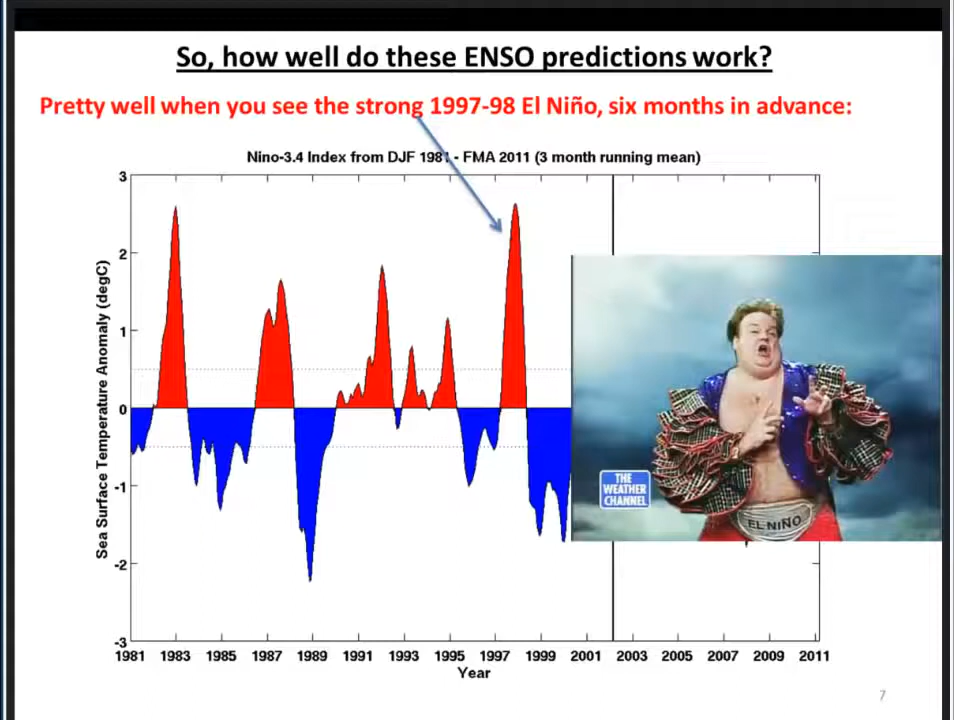 So, how well do these ENSO predictions work?
Pretty well when you see the strong 1997-98 El Niño, six months in advance:
Nino-3.4 Index from DJF 1981 - FMA 2011 (3 month running mean)
Sea Surface Temperature Anomaly (degC)
3
2
1
0
-1
-2
-3
THE
WEATHER
CHANNEL
EL NIÑO
1981 1983 1985 1987 1989 1991 1993 1995 1997 1999 2001 2003 2005 2007 2009 2011
Year
7